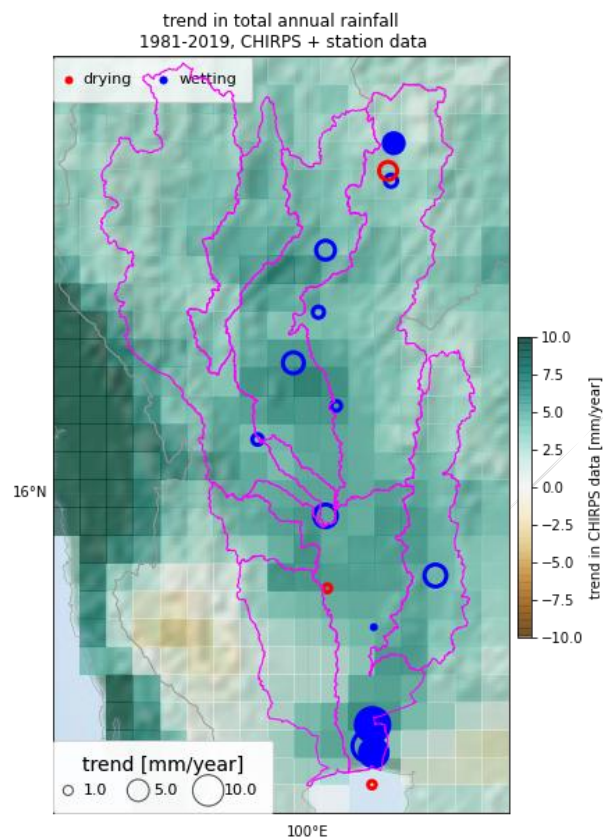 trend in total annual rainfall
1981-2019, CHIRPS + station data
drying wetting
16°N
100°E
trend [mm/year]
1.0 5.0 10.0
10.0
7.5
5.0
2.5
0.0
−2.5
−5.0
−7.5
−10.0
trend in CHIRPS data [mm/year]